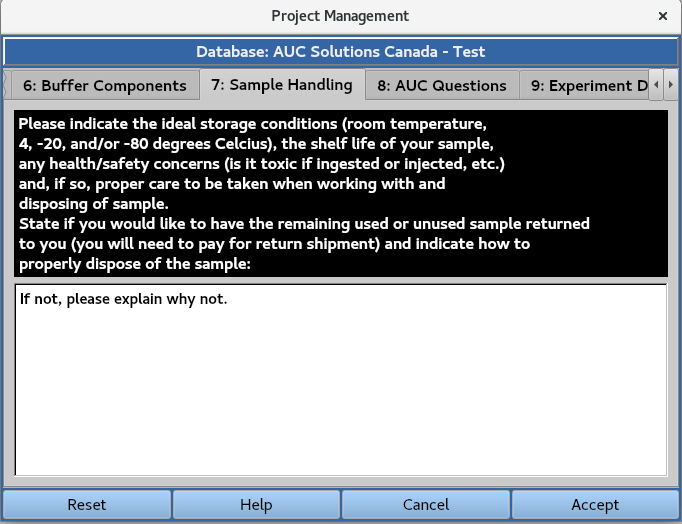 Project Management
×
Database: AUC Solutions Canada - Test
6: Buffer Components
7: Sample Handling
8: AUC Questions
9: Experiment D
Please indicate the ideal storage conditions (room temperature,
4, -20, and/or -80 degrees Celcius), the shelf life of your sample,
any health/safety concerns (is it toxic if ingested or injected, etc.)
and, if so, proper care to be taken when working with and
disposing of sample.
State if you would like to have the remaining used or unused sample returned
to you (you will need to pay for return shipment) and indicate how to
properly dispose of the sample:
If not, please explain why not.
Reset
Help
Cancel
Accept